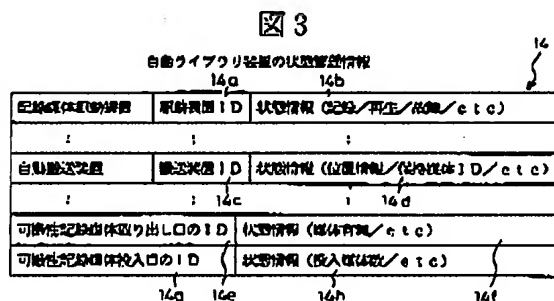 図3
自動ライブラリ装置の状態管理情報
14
14a 14b
記録媒体駆動装置 駆動装置ID 状態情報(記録/再生/故障/etc)
: : :
自動搬送装置 搬送装置ID 状態情報(位置情報/保持媒体ID/etc)
: 14c : 14d
可搬性記録媒体取り出し口のID 状態情報(媒体有無/etc)
可搬性記録媒体投入口のID 状態情報(投入媒体数/etc)
14g 14e 14h 14f